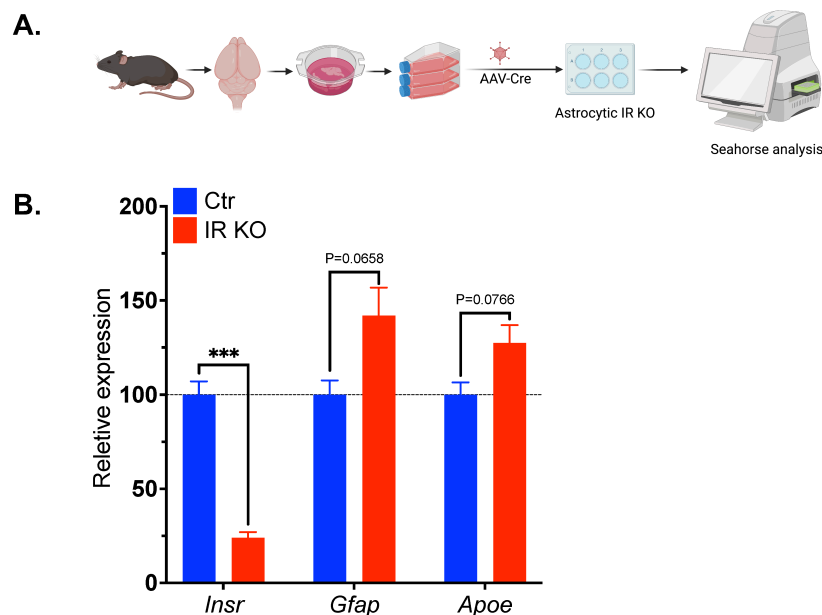 A.
AAV-Cre
Astrocytic IR KO
Seahorse analysis
B.
Ctr
IR KO
Reletive expression
200
150
100
50
0
***
P=0.0658
P=0.0766
Insr
Gfap
Apoe